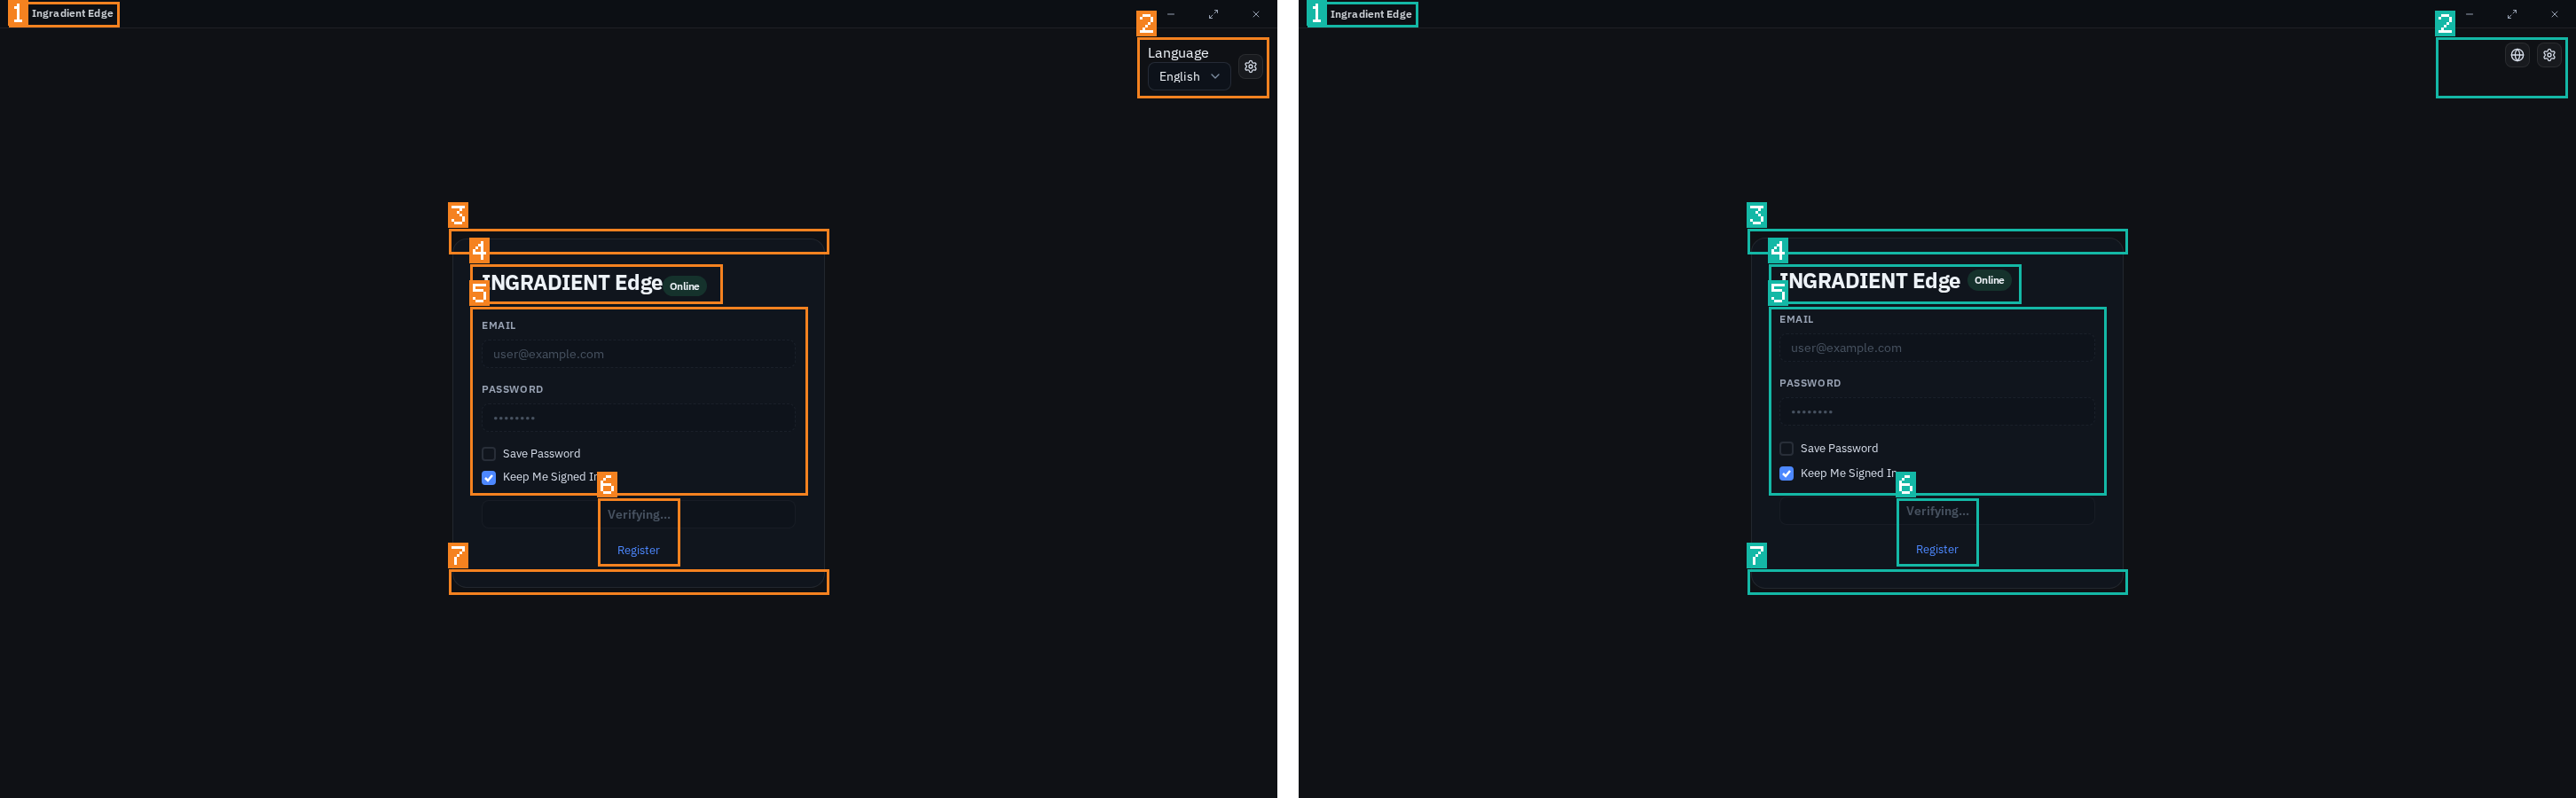 1 Ingradient Edge
2
Language
English
3
4
INGRADIENT Edge Online
5
EMAIL
user@example.com
PASSWORD
••••••••
Save Password
Keep Me Signed In
6
Verifying...
Register
7
1 Ingradient Edge
2
3
4
INGRADIENT Edge Online
5
EMAIL
user@example.com
PASSWORD
••••••••
Save Password
Keep Me Signed In
6
Verifying...
Register
7